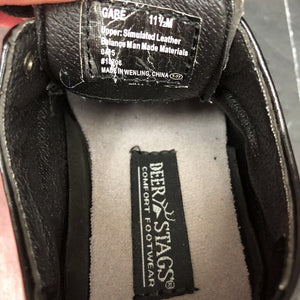 GABE 11½M
Upper: Simulated Leather
Balance Man Made Materials
MADE IN WENLING, CHINA
DEER STAGS®
COMFORT FOOTWEAR